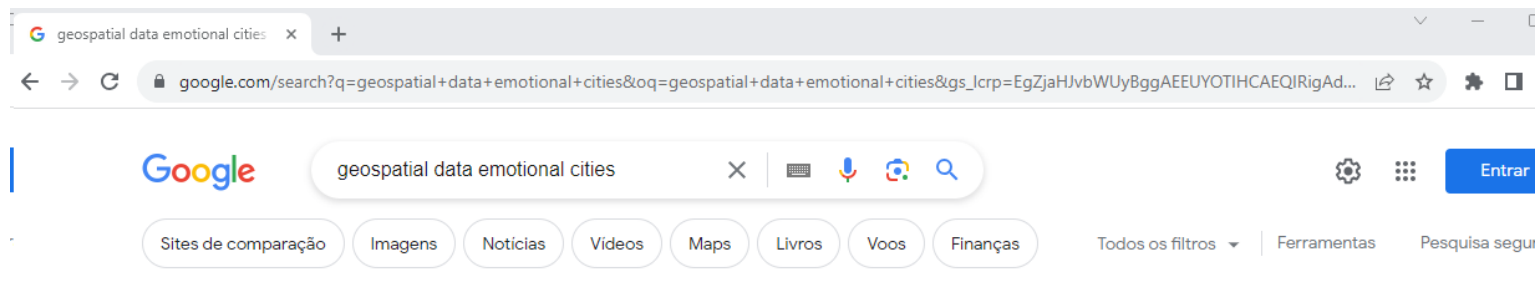 geospatial data emotional cities
google.com/search?q=geospatial+data+emotional+cities&oq=geospatial+data+emotional+cities&gs_lcrp=EgZjaHJvbWUyBggAEEUYOTIHCAEQIRigAd...
Google geospatial data emotional cities Entrar
Sites de comparação Imagens Notícias Vídeos Maps Livros Voos Finanças Todos os filtros Ferramentas Pesquisa segur